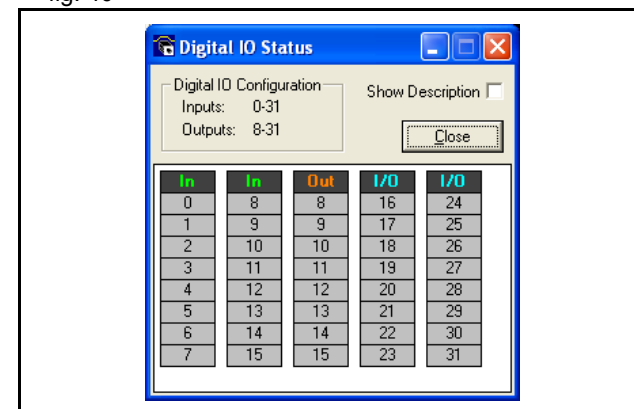 Digital IO Status
Digital IO Configuration
Inputs: 0-31
Outputs: 8-31
Show Description
Close
In In Out I/O I/O
0 8 8 16 24
1 9 9 17 25
2 10 10 18 26
3 11 11 19 27
4 12 12 20 28
5 13 13 21 29
6 14 14 22 30
7 15 15 23 31